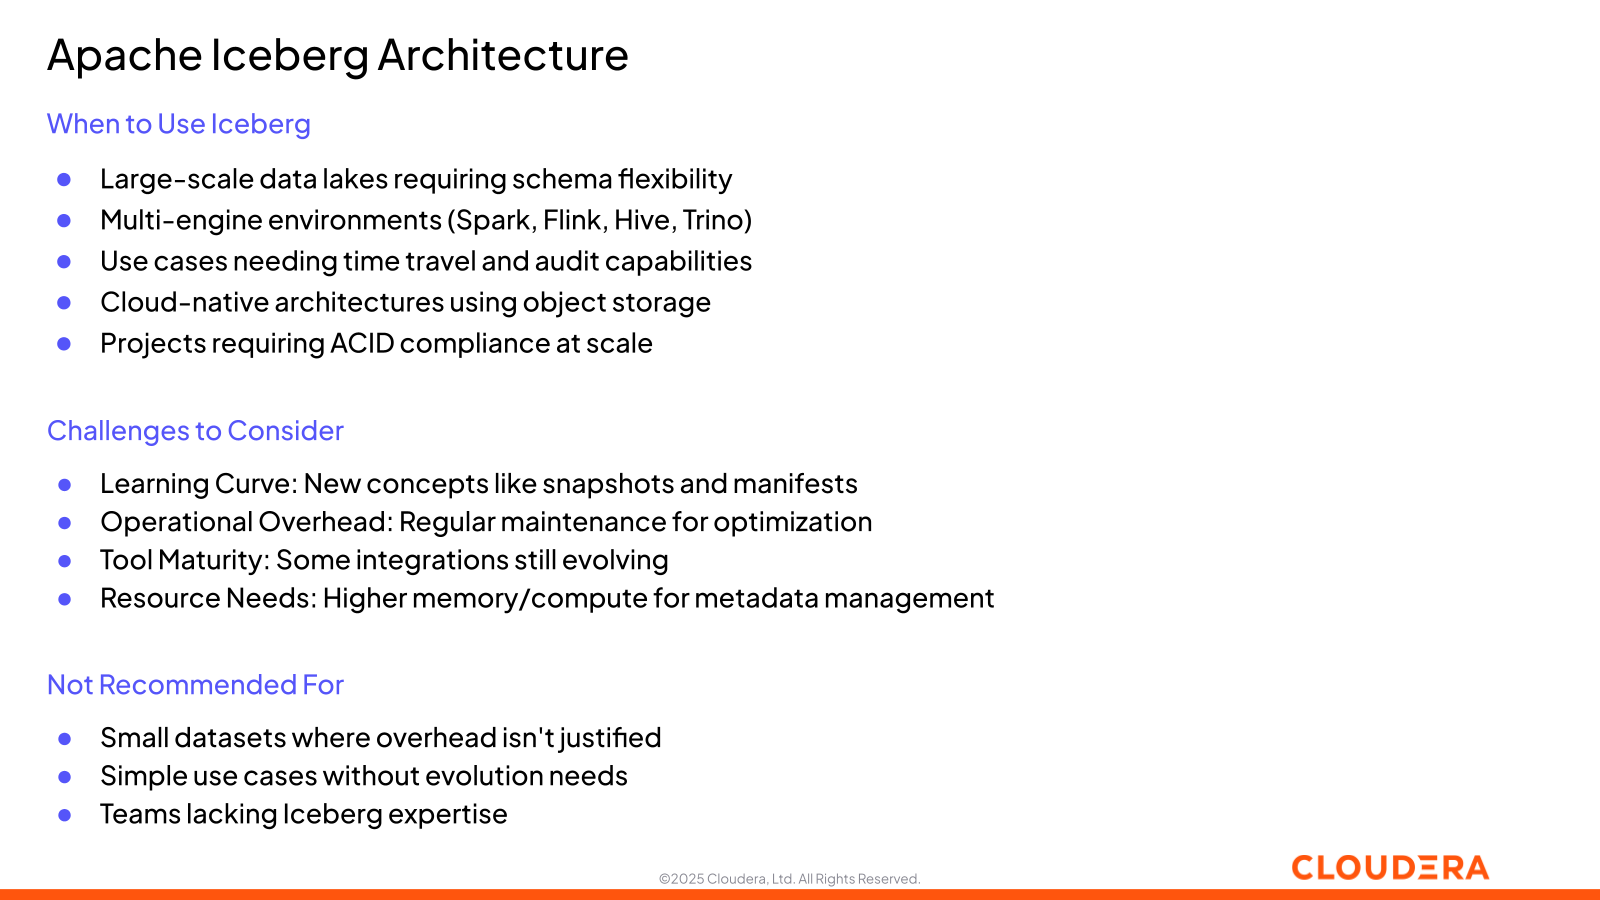 Apache Iceberg Architecture
When to Use Iceberg
● Large-scale data lakes requiring schema flexibility
● Multi-engine environments (Spark, Flink, Hive, Trino)
● Use cases needing time travel and audit capabilities
● Cloud-native architectures using object storage
● Projects requiring ACID compliance at scale
Challenges to Consider
● Learning Curve: New concepts like snapshots and manifests
● Operational Overhead: Regular maintenance for optimization
● Tool Maturity: Some integrations still evolving
● Resource Needs: Higher memory/compute for metadata management
Not Recommended For
● Small datasets where overhead isn't justified
● Simple use cases without evolution needs
● Teams lacking Iceberg expertise
©2025 Cloudera, Ltd. All Rights Reserved.
CLOUDERA